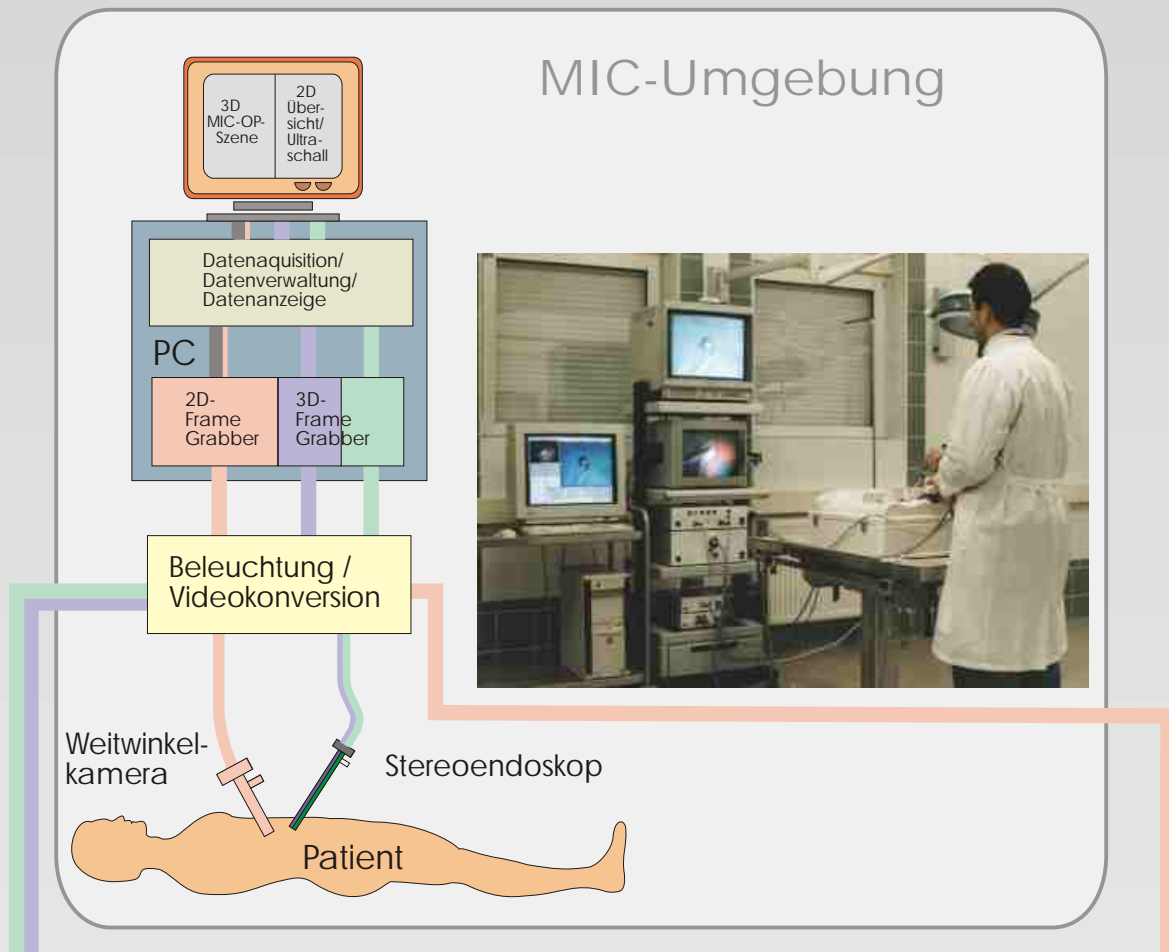 MIC-Umgebung
3D
MIC-OP-
Szene
2D
Über-
sicht/
Ultra-
schall
Datenaquisition/
Datenverwaltung/
Datenanzeige
PC
2D-
Frame
Grabber
3D-
Frame
Grabber
Beleuchtung /
Videokonversion
Weitwinkel-
kamera
Stereoendoskop
Patient